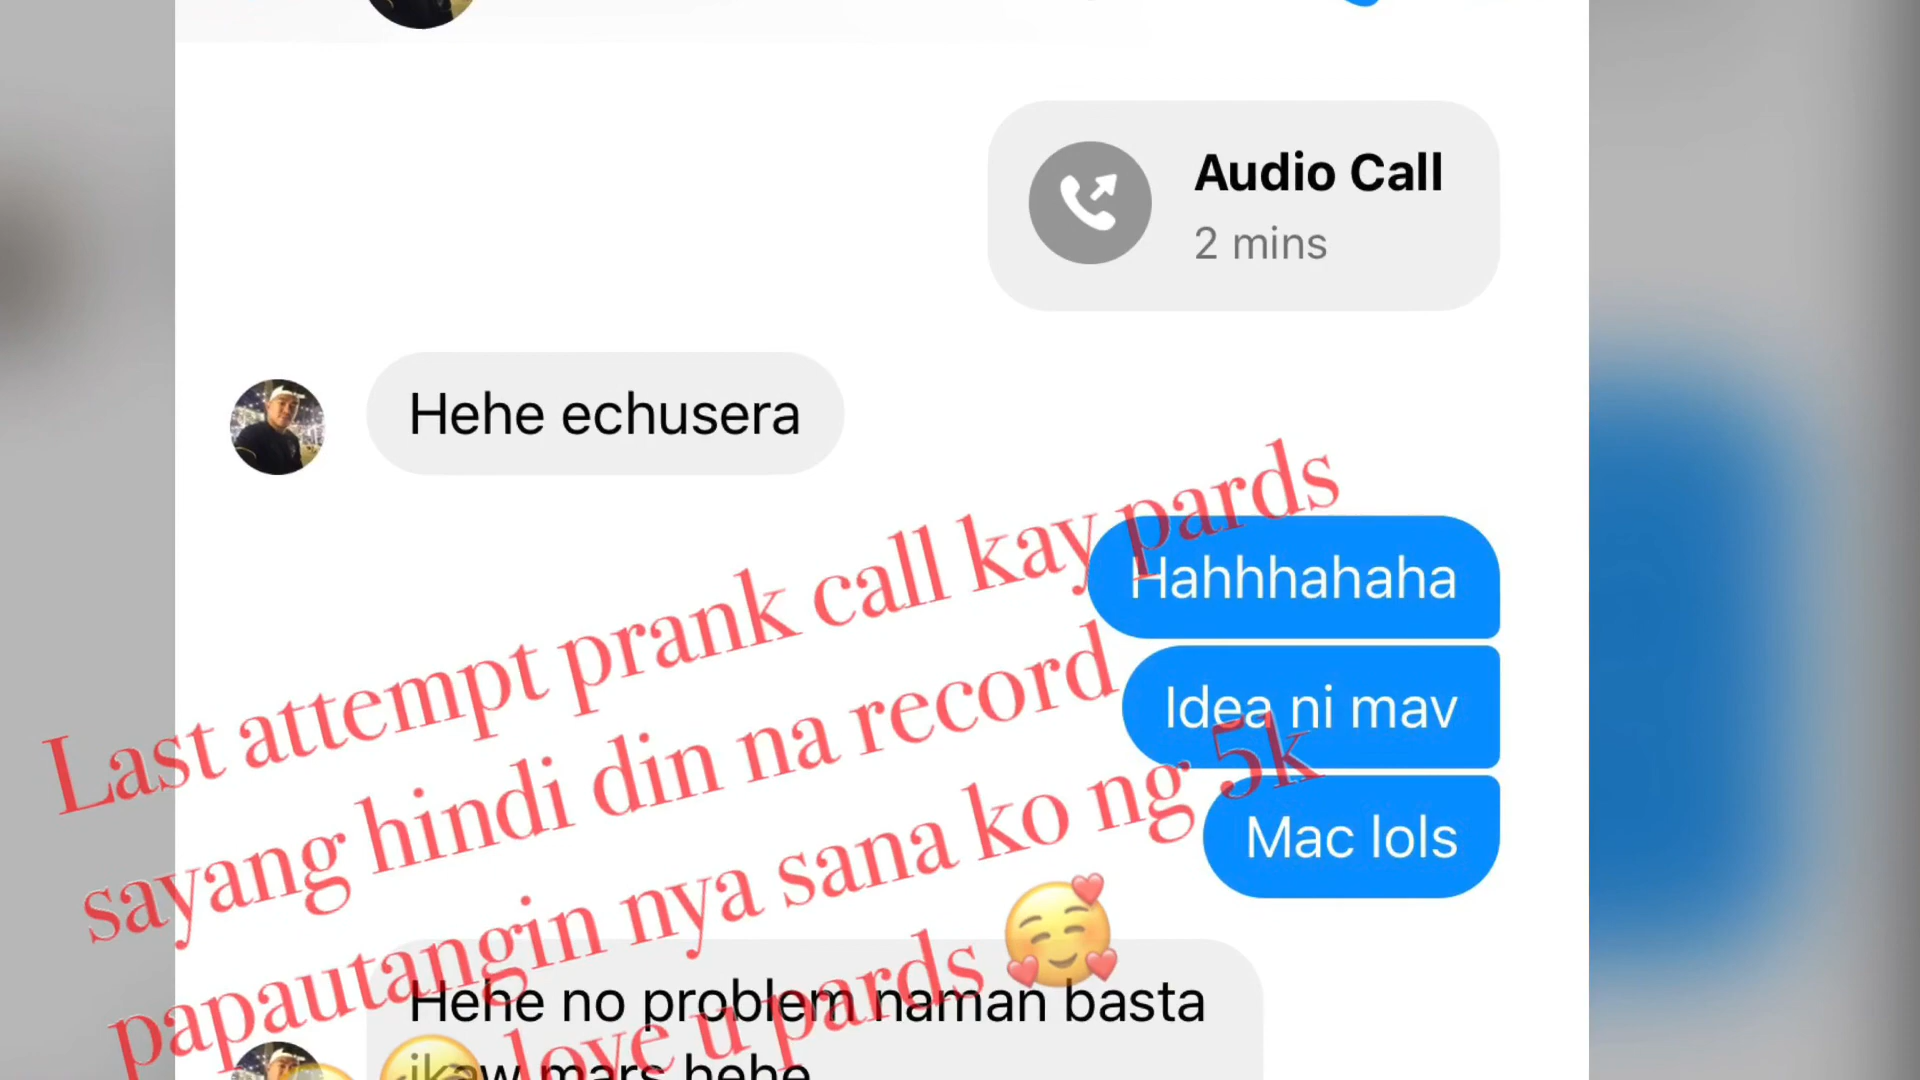 Audio Call
2 mins
Hehe echusera
Hahhhahaha
Idea ni mav
Mac lols
Hehe no problem naman basta
ikaw mars hehe
Last attempt prank call kay pards
sayang hindi din na record
papautangin nya sana ko ng 5k
love u pards 🥰